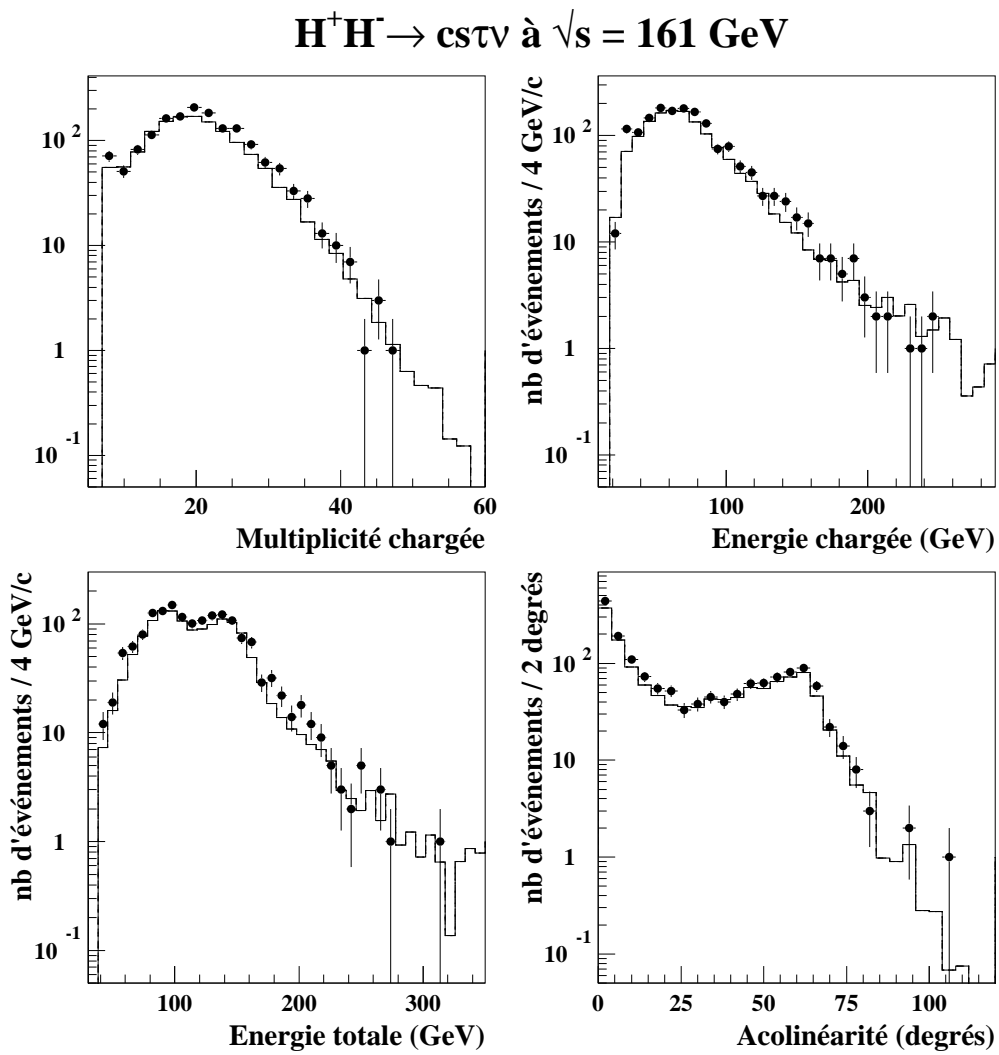 H⁺H⁻→ csτν à √s = 161 GeV
10²
10
1
10⁻¹
20 40 60
Multiplicité chargée
nb d'événements / 4 GeV/c
10²
10
1
10⁻¹
100 200
Energie chargée (GeV)
nb d'événements / 4 GeV/c
10²
10
1
10⁻¹
100 200 300
Energie totale (GeV)
nb d'événements / 2 degrés
10²
10
1
10⁻¹
0 25 50 75 100
Acolinéarité (degrés)